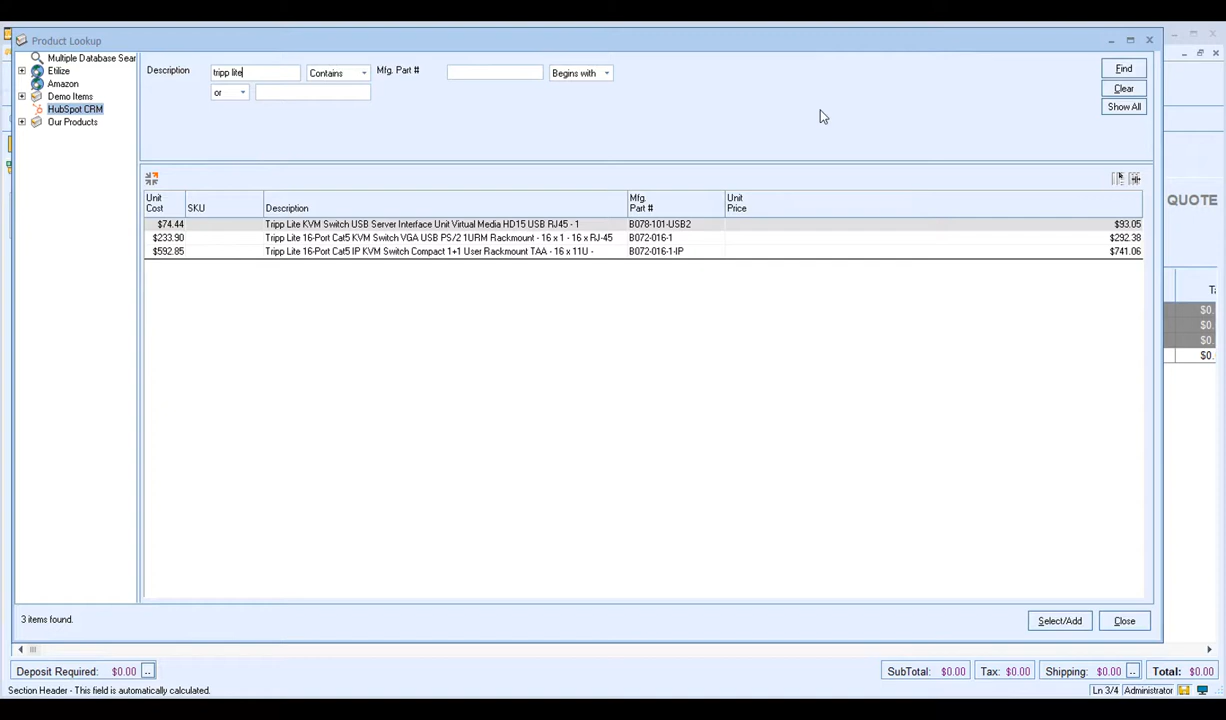 Product Lookup
Multiple Database Sear
Etilize
Amazon
Demo Items
HubSpot CRM
Our Products
Description tripp lite Contains Mfg. Part # Begins with
or
Find
Clear
Show All
Unit Cost SKU Description Mfg. Part # Unit Price
$74.44 Tripp Lite KVM Switch USB Server Interface Unit Virtual Media HD15 USB RJ45 - 1 B078-101-USB2 $93.05
$233.90 Tripp Lite 16-Port Cat5 KVM Switch VGA USB PS/2 1URM Rackmount - 16 x 1 - 16 x RJ-45 B072-016-1 $292.38
$592.85 Tripp Lite 16-Port Cat5 IP KVM Switch Compact 1+1 User Rackmount TAA - 16 x 11U - B072-016-1-IP $741.06
QUOTE
Ta
$0.
$0.
$0.
$0.
3 items found.
Select/Add Close
Deposit Required: $0.00 .. SubTotal: $0.00 Tax: $0.00 Shipping: $0.00 .. Total: $0.00
Section Header - This field is automatically calculated. Ln 3/4 Administrator